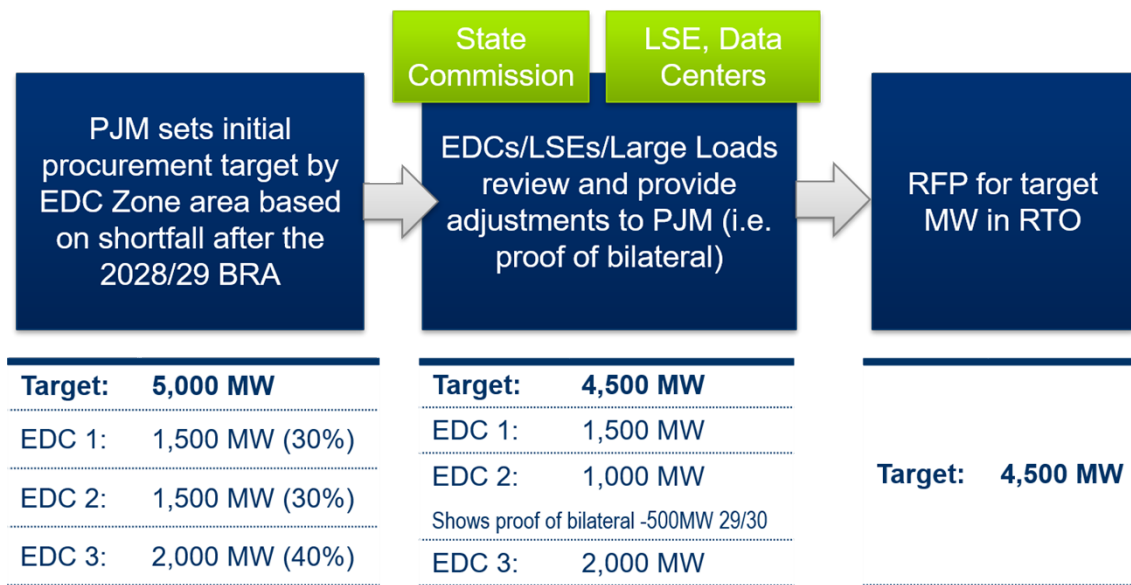 State
Commission
LSE, Data
Centers
PJM sets initial
procurement target by
EDC Zone area based
on shortfall after the
2028/29 BRA
EDCs/LSEs/Large Loads
review and provide
adjustments to PJM (i.e.
proof of bilateral)
RFP for target
MW in RTO
Target: 5,000 MW
EDC 1: 1,500 MW (30%)
EDC 2: 1,500 MW (30%)
EDC 3: 2,000 MW (40%)
Target: 4,500 MW
EDC 1: 1,500 MW
EDC 2: 1,000 MW
Shows proof of bilateral -500MW 29/30
EDC 3: 2,000 MW
Target: 4,500 MW